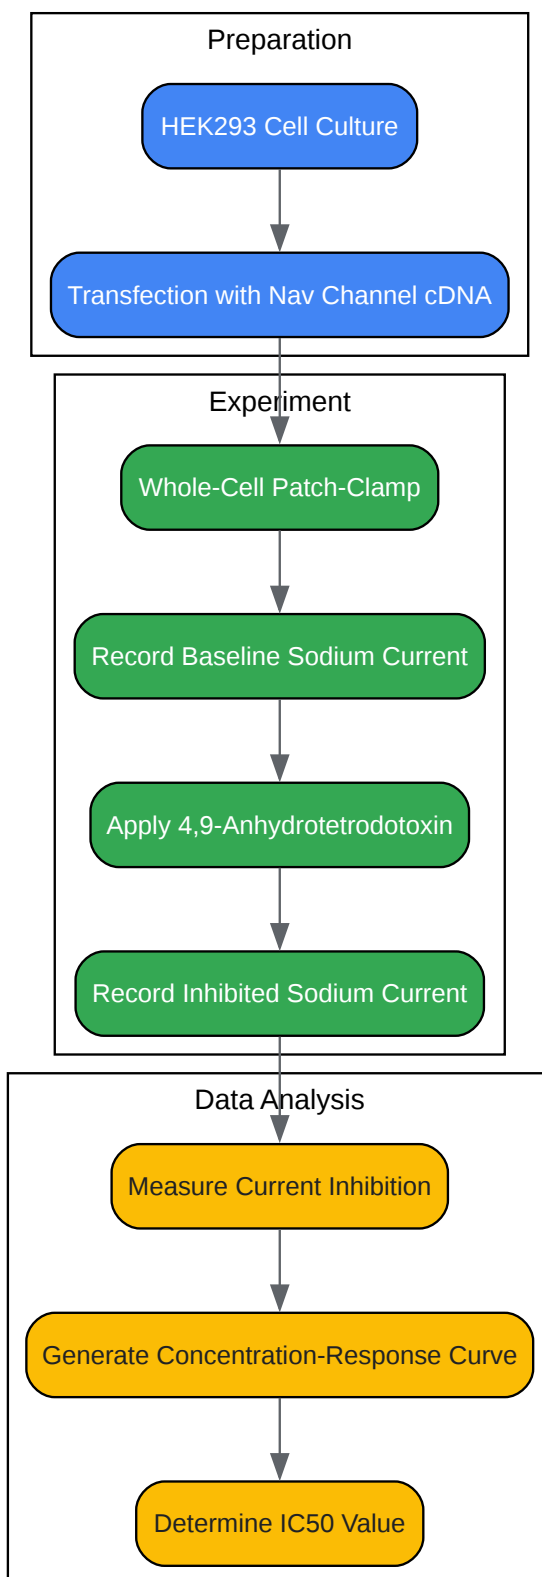 Preparation
HEK293 Cell Culture
Transfection with Nav Channel cDNA
Experiment
Whole-Cell Patch-Clamp
Record Baseline Sodium Current
Apply 4,9-Anhydrotetrodotoxin
Record Inhibited Sodium Current
Data Analysis
Measure Current Inhibition
Generate Concentration-Response Curve
Determine IC50 Value